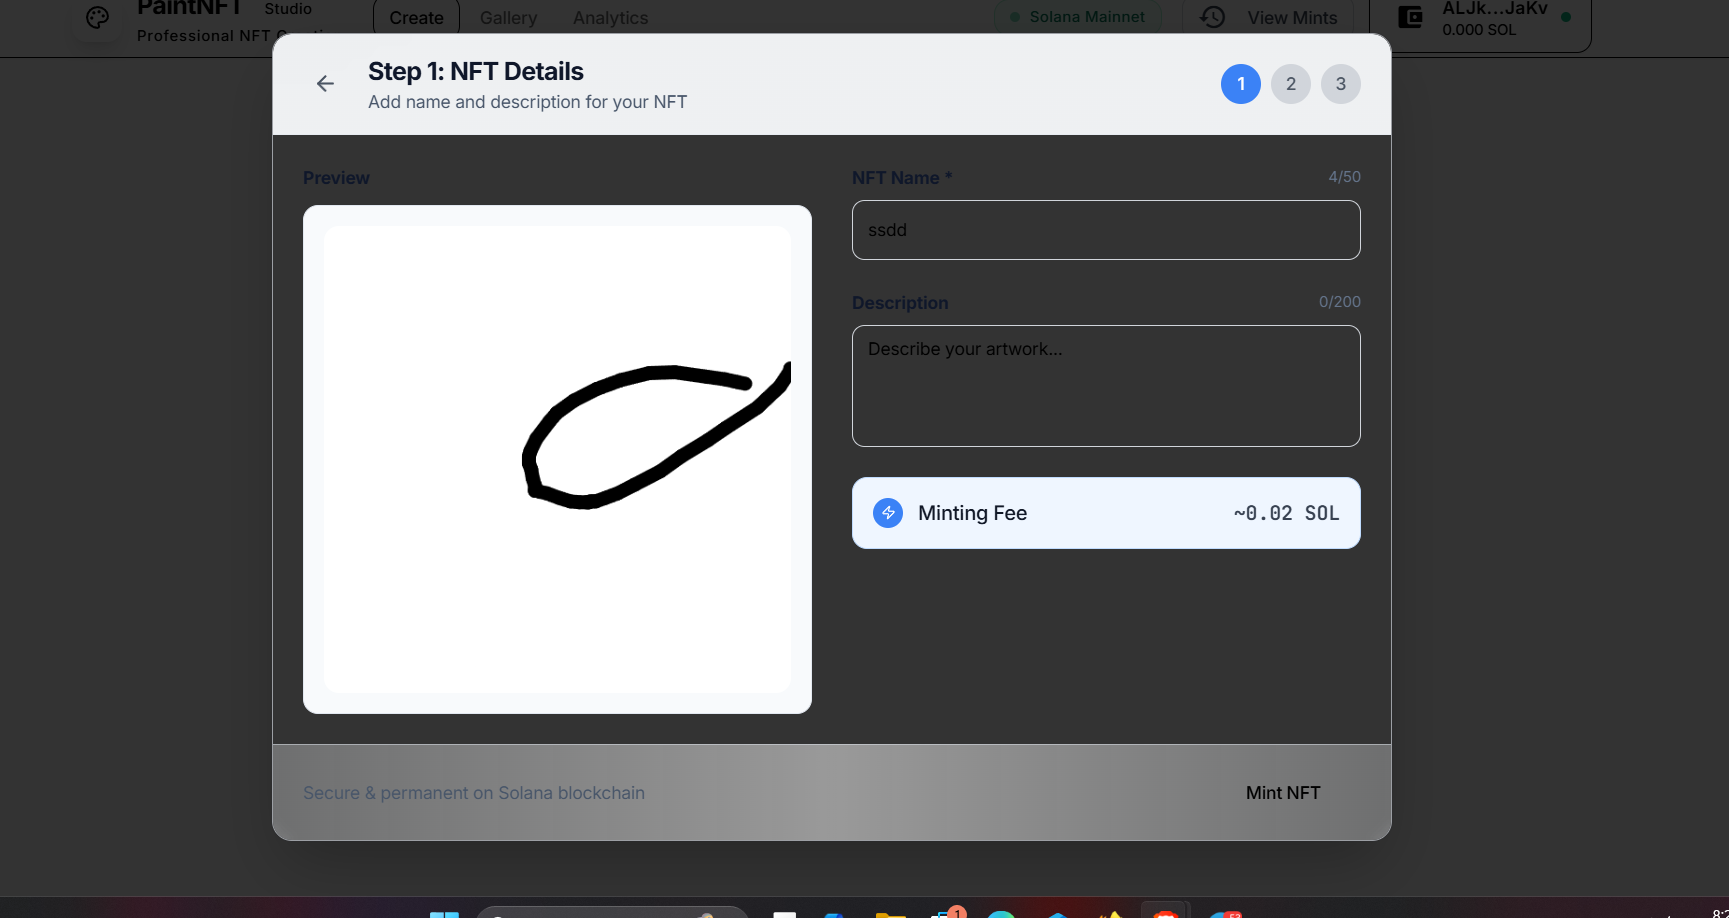 PaintNFT Studio
Create
Gallery
Analytics
Solana Mainnet
View Mints
ALJk...JaKv
0.000 SOL
Professional NFT
Step 1: NFT Details
Add name and description for your NFT
1
2
3
Preview
NFT Name *
4/50
ssdd
Description
0/200
Describe your artwork...
Minting Fee
~0.02 SOL
Secure & permanent on Solana blockchain
Mint NFT
1
53